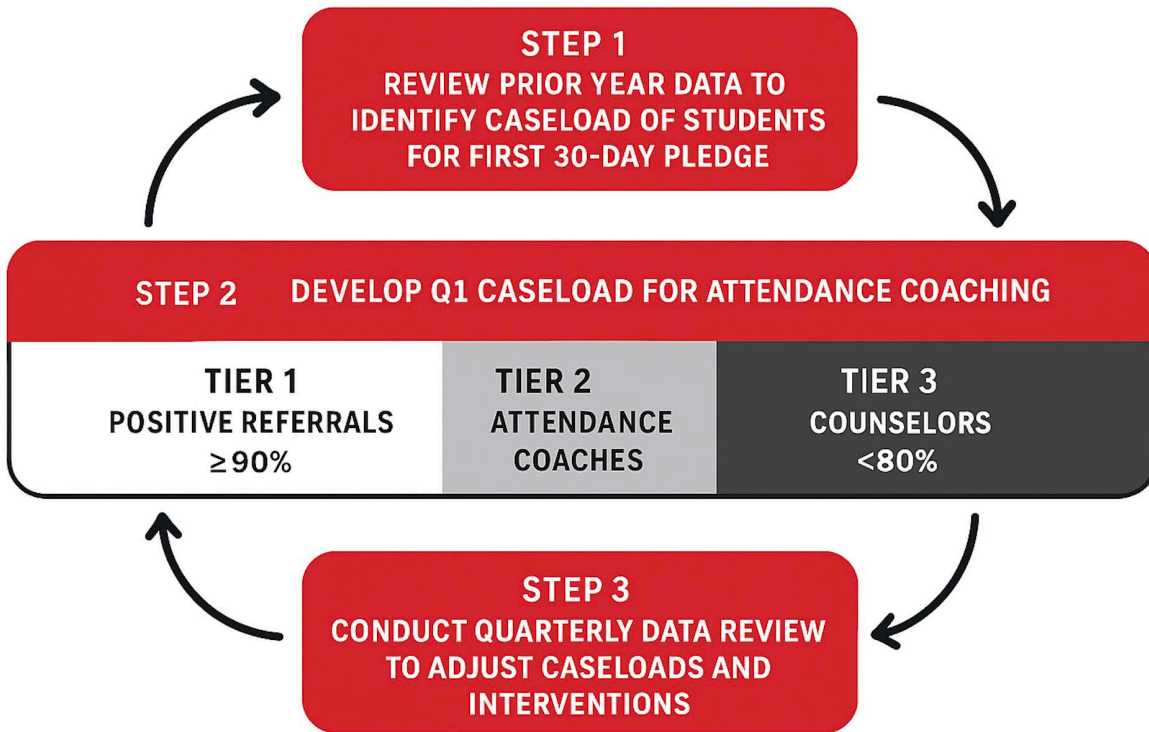 STEP 1
REVIEW PRIOR YEAR DATA TO
IDENTIFY CASELOAD OF STUDENTS
FOR FIRST 30-DAY PLEDGE
STEP 2 DEVELOP Q1 CASELOAD FOR ATTENDANCE COACHING
TIER 1
POSITIVE REFERRALS
≥90%
TIER 2
ATTENDANCE
COACHES
TIER 3
COUNSELORS
<80%
STEP 3
CONDUCT QUARTERLY DATA REVIEW
TO ADJUST CASELOADS AND
INTERVENTIONS